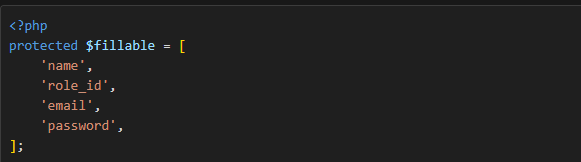 <?php
protected $fillable = [
    'name',
    'role_id',
    'email',
    'password',
];